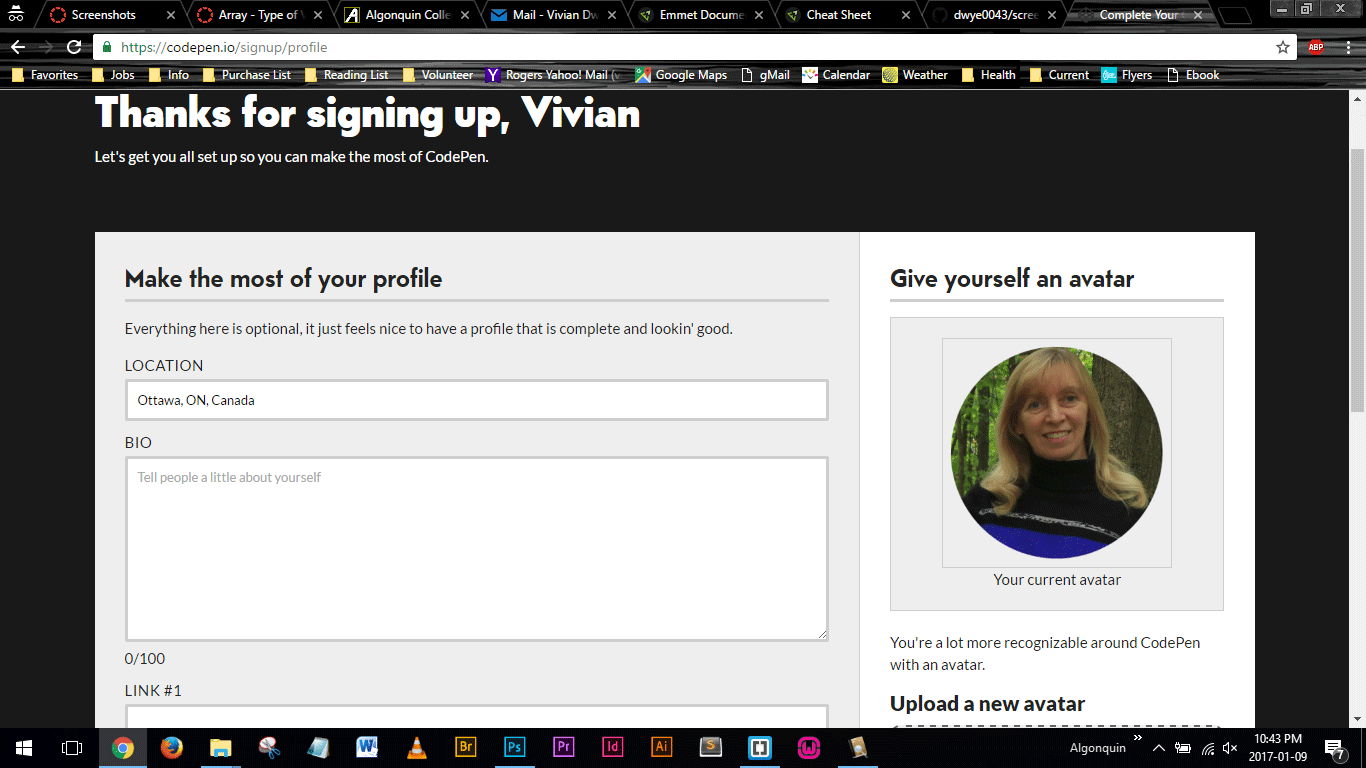 Screenshots
Array - Type of V
Algonquin Colle
Mail - Vivian Dw
Emmet Docume
Cheat Sheet
dwye0043/scree
Complete Your
https://codepen.io/signup/profile
ABP
Favorites
Jobs
Info
Purchase List
Reading List
Volunteer
Rogers Yahoo! Mail (v
Google Maps
gMail
Calendar
Weather
Health
Current
Flyers
Ebook
Thanks for signing up, Vivian
Let's get you all set up so you can make the most of CodePen.
Make the most of your profile
Everything here is optional, it just feels nice to have a profile that is complete and lookin' good.
LOCATION
Ottawa, ON, Canada
BIO
Tell people a little about yourself
0/100
LINK #1
Give yourself an avatar
Your current avatar
You're a lot more recognizable around CodePen
with an avatar.
Upload a new avatar
Br
Ps
Pr
Id
Ai
S
Algonquin
10:43 PM
2017-01-09
7